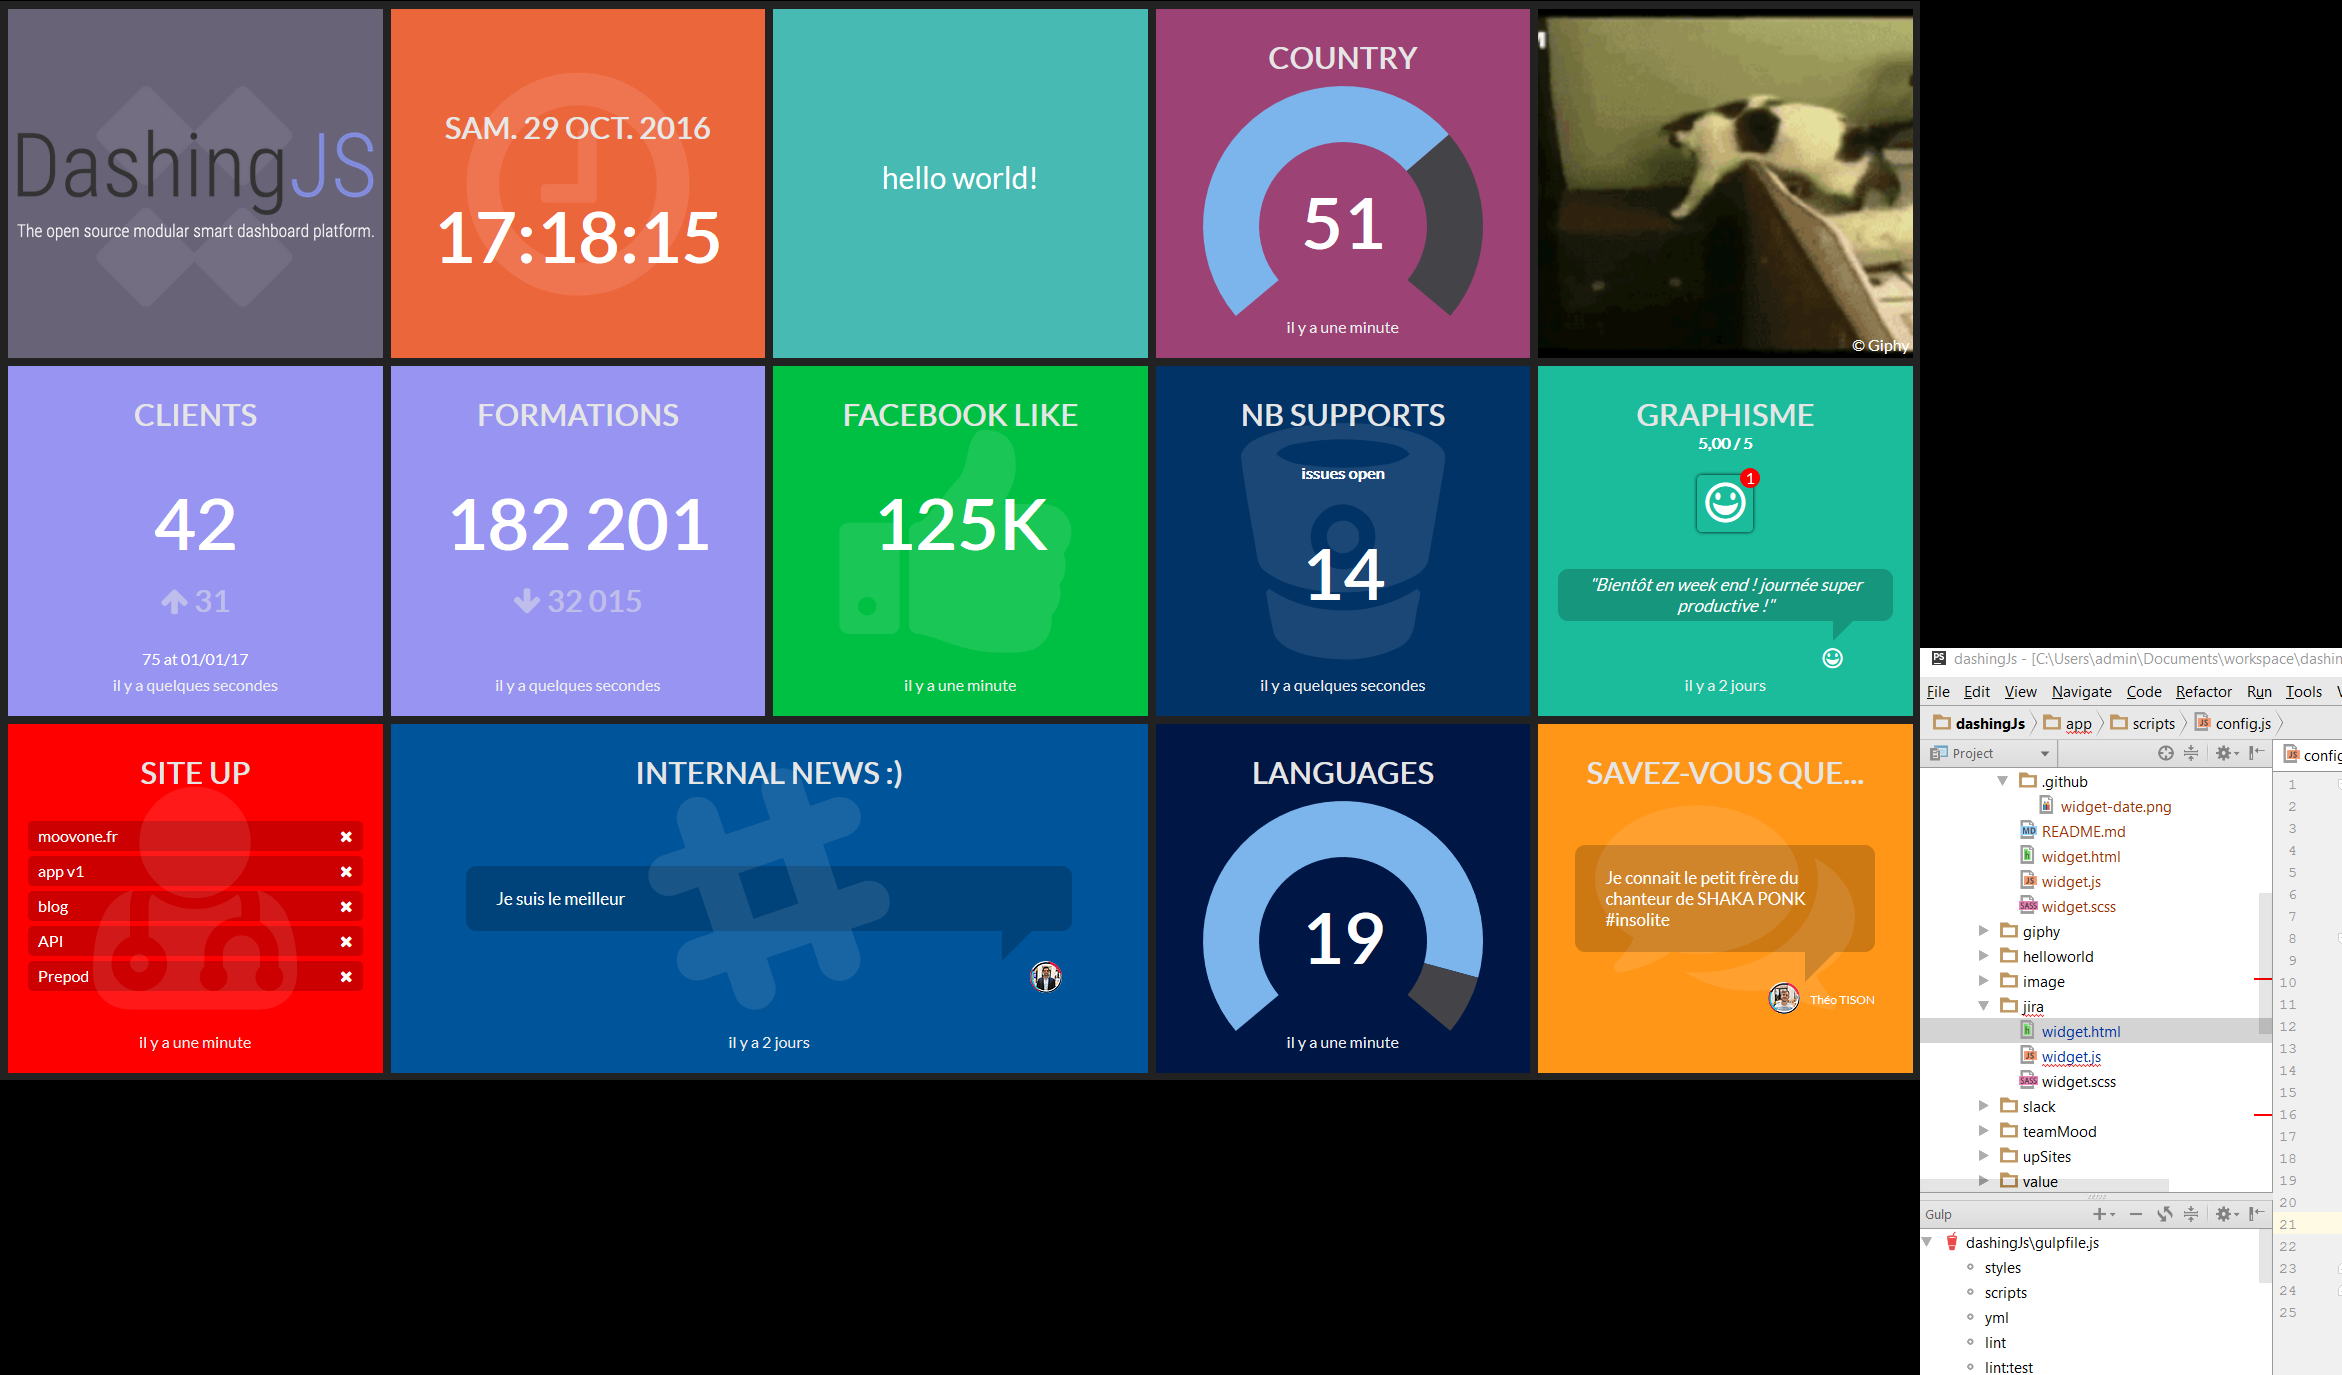 DashingJS
The open source modular smart dashboard platform.
SAM. 29 OCT. 2016
17:18:15
hello world!
COUNTRY
51
il y a une minute
© Giphy
CLIENTS
42
31
75 at 01/01/17
il y a quelques secondes
FORMATIONS
182 201
32 015
il y a quelques secondes
FACEBOOK LIKE
125K
il y a une minute
NB SUPPORTS
issues open
14
il y a quelques secondes
GRAPHISME
5,00 / 5
1
"Bientôt en week end ! journée super
productive !"
il y a 2 jours
SITE UP
moovone.fr
app v1
blog
API
Prepod
il y a une minute
INTERNAL NEWS :)
Je suis le meilleur
il y a 2 jours
LANGUAGES
19
il y a une minute
SAVEZ-VOUS QUE...
Je connait le petit frère du
chanteur de SHAKA PONK
#insolite
Théo TISON
PS dashingJs - [C:\Users\admin\Documents\workspace\dashin
File Edit View Navigate Code Refactor Run Tools
dashingJs app scripts config.js
Project
config
.github
widget-date.png
README.md
widget.html
widget.js
widget.scss
giphy
helloworld
image
jira
widget.html
widget.js
widget.scss
slack
teamMood
upSites
value
1
2
3
4
5
6
7
8
9
10
11
12
13
14
15
16
17
18
19
20
21
22
23
24
25
Gulp
dashingJs\gulpfile.js
styles
scripts
yml
lint
lint:test